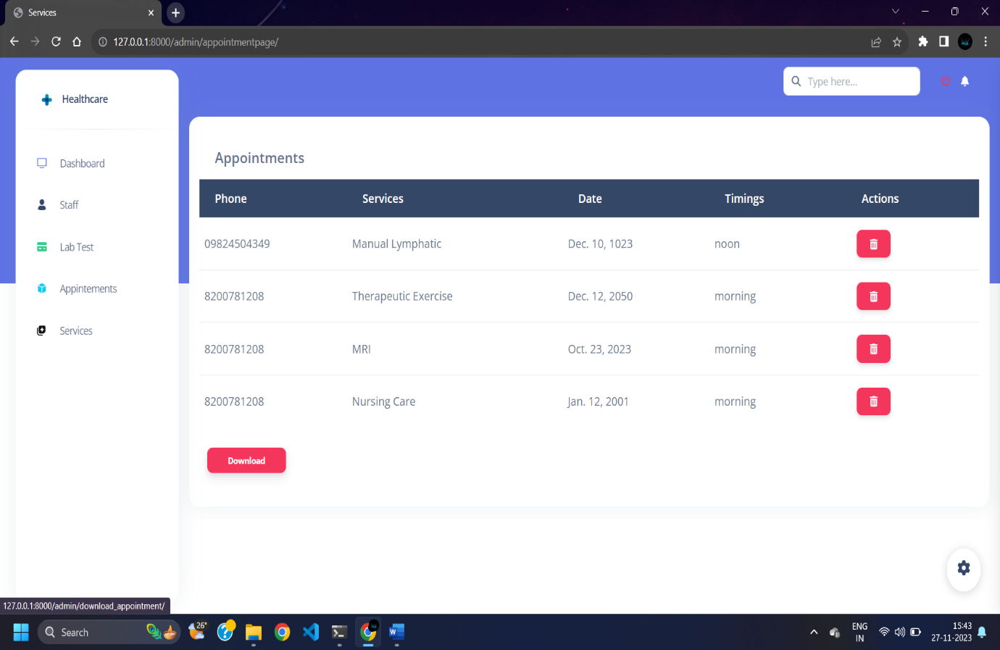 Services
127.0.0.1:8000/admin/appointmentpage/
Type here...
Healthcare
Dashboard
Staff
Lab Test
Appintements
Services
Appointments
Phone Services Date Timings Actions
09824504349 Manual Lymphatic Dec. 10, 1023 noon
8200781208 Therapeutic Exercise Dec. 12, 2050 morning
8200781208 MRI Oct. 23, 2023 morning
8200781208 Nursing Care Jan. 12, 2001 morning
Download
127.0.0.1:8000/admin/download_appointment/
Search
26°
ENG
IN
15:43
27-11-2023